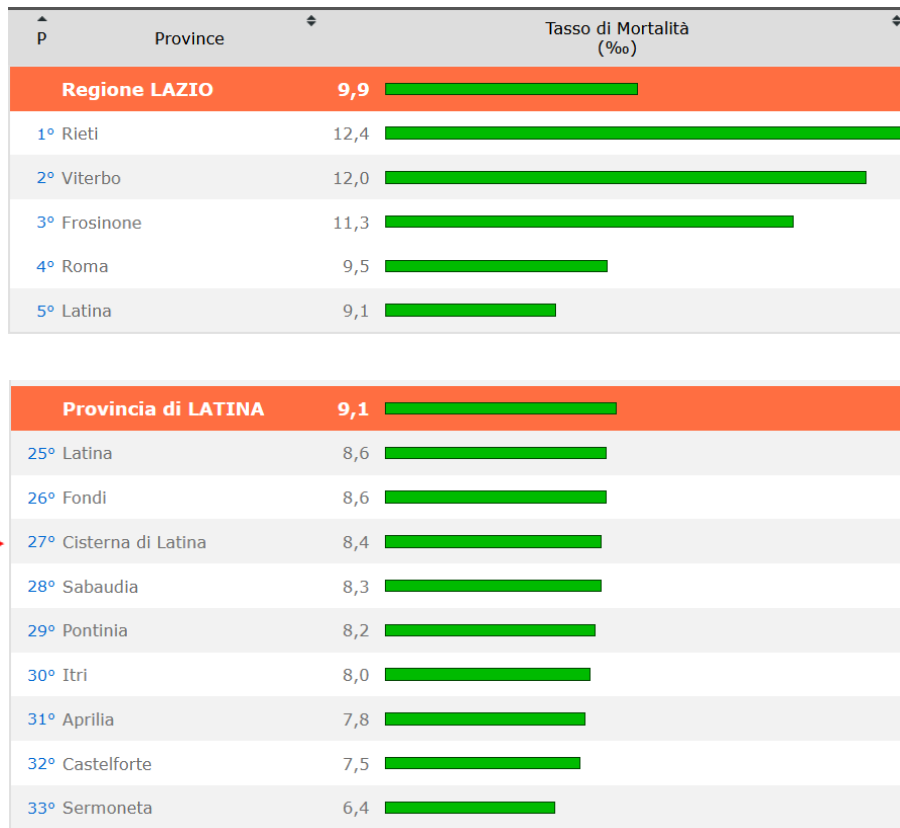 P Province Tasso di Mortalità
(‰)
Regione LAZIO 9,9
1° Rieti 12,4
2° Viterbo 12,0
3° Frosinone 11,3
4° Roma 9,5
5° Latina 9,1
Provincia di LATINA 9,1
25° Latina 8,6
26° Fondi 8,6
27° Cisterna di Latina 8,4
28° Sabaudia 8,3
29° Pontinia 8,2
30° Itri 8,0
31° Aprilia 7,8
32° Castelforte 7,5
33° Sermoneta 6,4